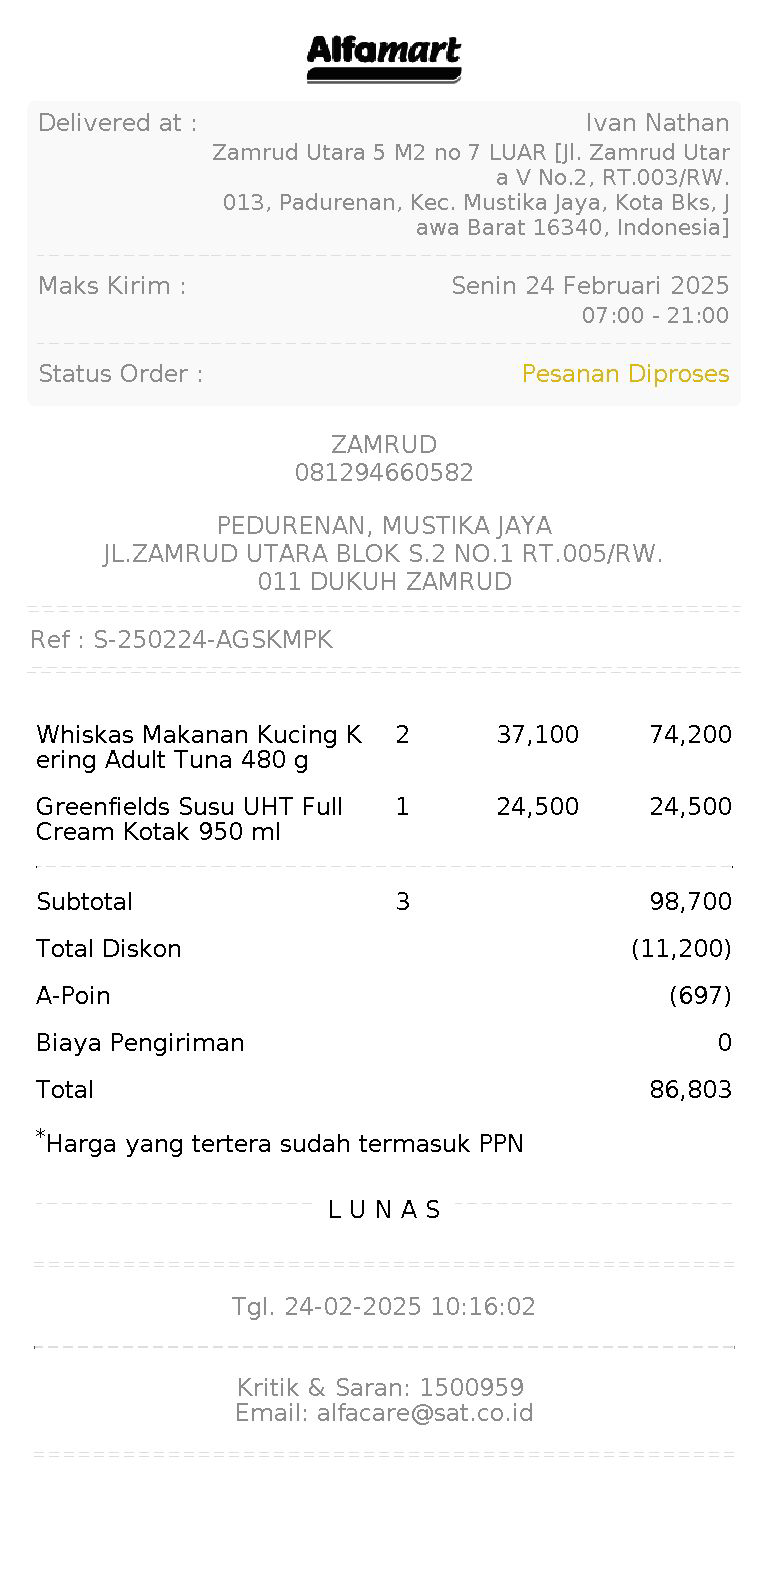 Alfamart
Delivered at : Ivan Nathan
Zamrud Utara 5 M2 no 7 LUAR [Jl. Zamrud Utar
a V No.2, RT.003/RW.
013, Padurenan, Kec. Mustika Jaya, Kota Bks, J
awa Barat 16340, Indonesia]
Maks Kirim : Senin 24 Februari 2025
07:00 - 21:00
Status Order : Pesanan Diproses
ZAMRUD
081294660582
PEDURENAN, MUSTIKA JAYA
JL.ZAMRUD UTARA BLOK S.2 NO.1 RT.005/RW.
011 DUKUH ZAMRUD
Ref : S-250224-AGSKMPK
Whiskas Makanan Kucing K 2 37,100 74,200
ering Adult Tuna 480 g
Greenfields Susu UHT Full 1 24,500 24,500
Cream Kotak 950 ml
Subtotal 3 98,700
Total Diskon (11,200)
A-Poin (697)
Biaya Pengiriman 0
Total 86,803
*Harga yang tertera sudah termasuk PPN
L U N A S
Tgl. 24-02-2025 10:16:02
Kritik & Saran: 1500959
Email: alfacare@sat.co.id